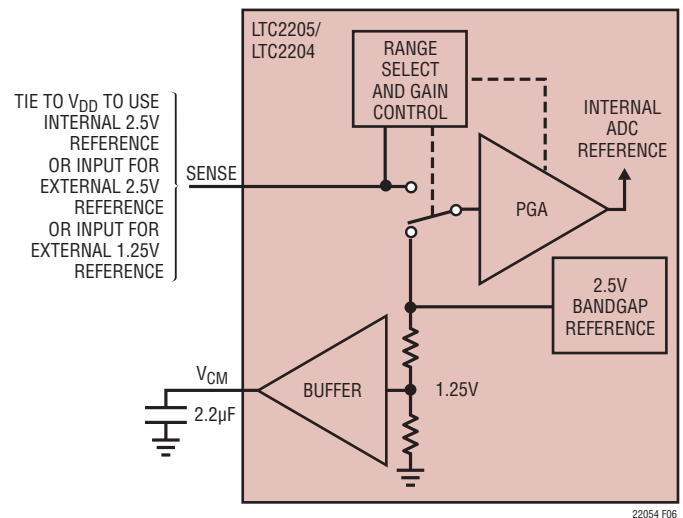 LTC2205/
LTC2204
RANGE
SELECT
AND GAIN
CONTROL
TIE TO VDD TO USE
INTERNAL 2.5V
REFERENCE
OR INPUT FOR
EXTERNAL 2.5V
REFERENCE
OR INPUT FOR
EXTERNAL 1.25V
REFERENCE
SENSE
INTERNAL
ADC
REFERENCE
PGA
2.5V
BANDGAP
REFERENCE
VCM
BUFFER
1.25V
2.2µF
22054 F06